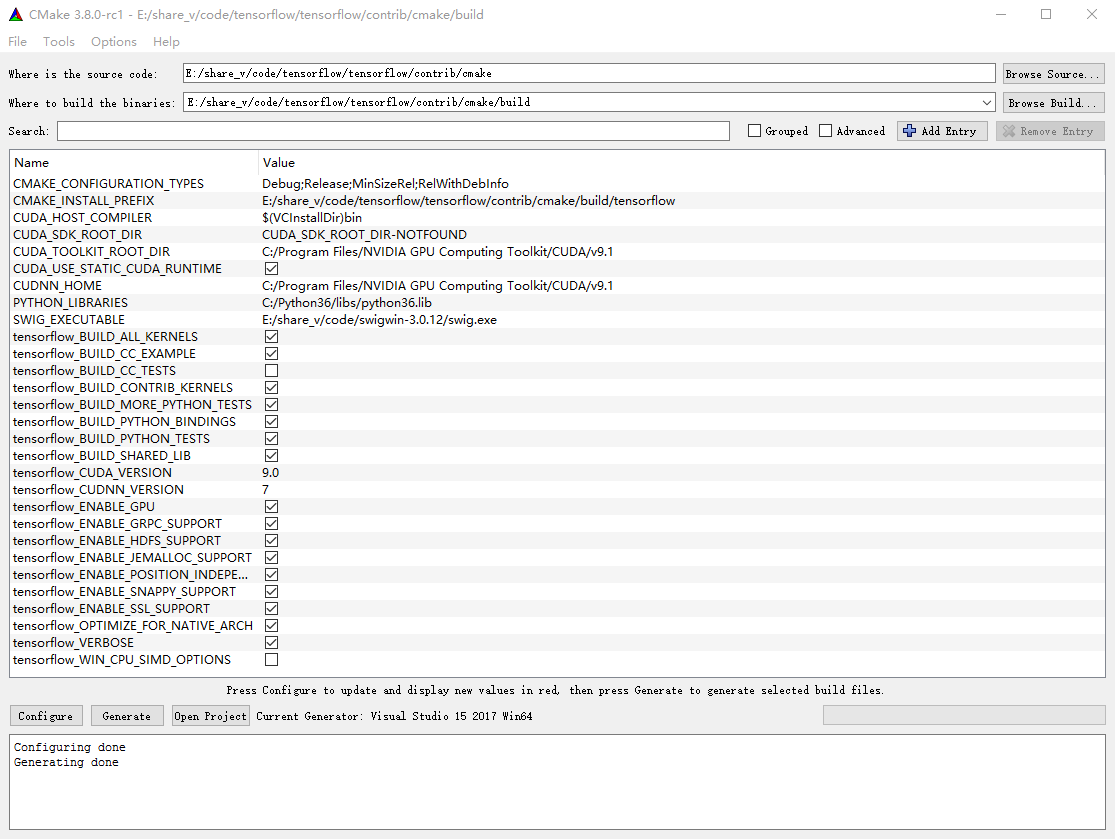 CMake 3.8.0-rc1 - E:/share_v/code/tensorflow/tensorflow/contrib/cmake/build
File Tools Options Help
Where is the source code: E:/share_v/code/tensorflow/tensorflow/contrib/cmake Browse Source...
Where to build the binaries: E:/share_v/code/tensorflow/tensorflow/contrib/cmake/build Browse Build...
Search: Grouped Advanced Add Entry Remove Entry
Name Value
CMAKE_CONFIGURATION_TYPES Debug;Release;MinSizeRel;RelWithDebInfo
CMAKE_INSTALL_PREFIX E:/share_v/code/tensorflow/tensorflow/contrib/cmake/build/tensorflow
CUDA_HOST_COMPILER $(VCInstallDir)bin
CUDA_SDK_ROOT_DIR CUDA_SDK_ROOT_DIR-NOTFOUND
CUDA_TOOLKIT_ROOT_DIR C:/Program Files/NVIDIA GPU Computing Toolkit/CUDA/v9.1
CUDA_USE_STATIC_CUDA_RUNTIME
CUDNN_HOME C:/Program Files/NVIDIA GPU Computing Toolkit/CUDA/v9.1
PYTHON_LIBRARIES C:/Python36/libs/python36.lib
SWIG_EXECUTABLE E:/share_v/code/swigwin-3.0.12/swig.exe
tensorflow_BUILD_ALL_KERNELS
tensorflow_BUILD_CC_EXAMPLE
tensorflow_BUILD_CC_TESTS
tensorflow_BUILD_CONTRIB_KERNELS
tensorflow_BUILD_MORE_PYTHON_TESTS
tensorflow_BUILD_PYTHON_BINDINGS
tensorflow_BUILD_PYTHON_TESTS
tensorflow_BUILD_SHARED_LIB
tensorflow_CUDA_VERSION 9.0
tensorflow_CUDNN_VERSION 7
tensorflow_ENABLE_GPU
tensorflow_ENABLE_GRPC_SUPPORT
tensorflow_ENABLE_HDFS_SUPPORT
tensorflow_ENABLE_JEMALLOC_SUPPORT
tensorflow_ENABLE_POSITION_INDEPE...
tensorflow_ENABLE_SNAPPY_SUPPORT
tensorflow_ENABLE_SSL_SUPPORT
tensorflow_OPTIMIZE_FOR_NATIVE_ARCH
tensorflow_VERBOSE
tensorflow_WIN_CPU_SIMD_OPTIONS
Press Configure to update and display new values in red, then press Generate to generate selected build files.
Configure Generate Open Project Current Generator: Visual Studio 15 2017 Win64
Configuring done
Generating done